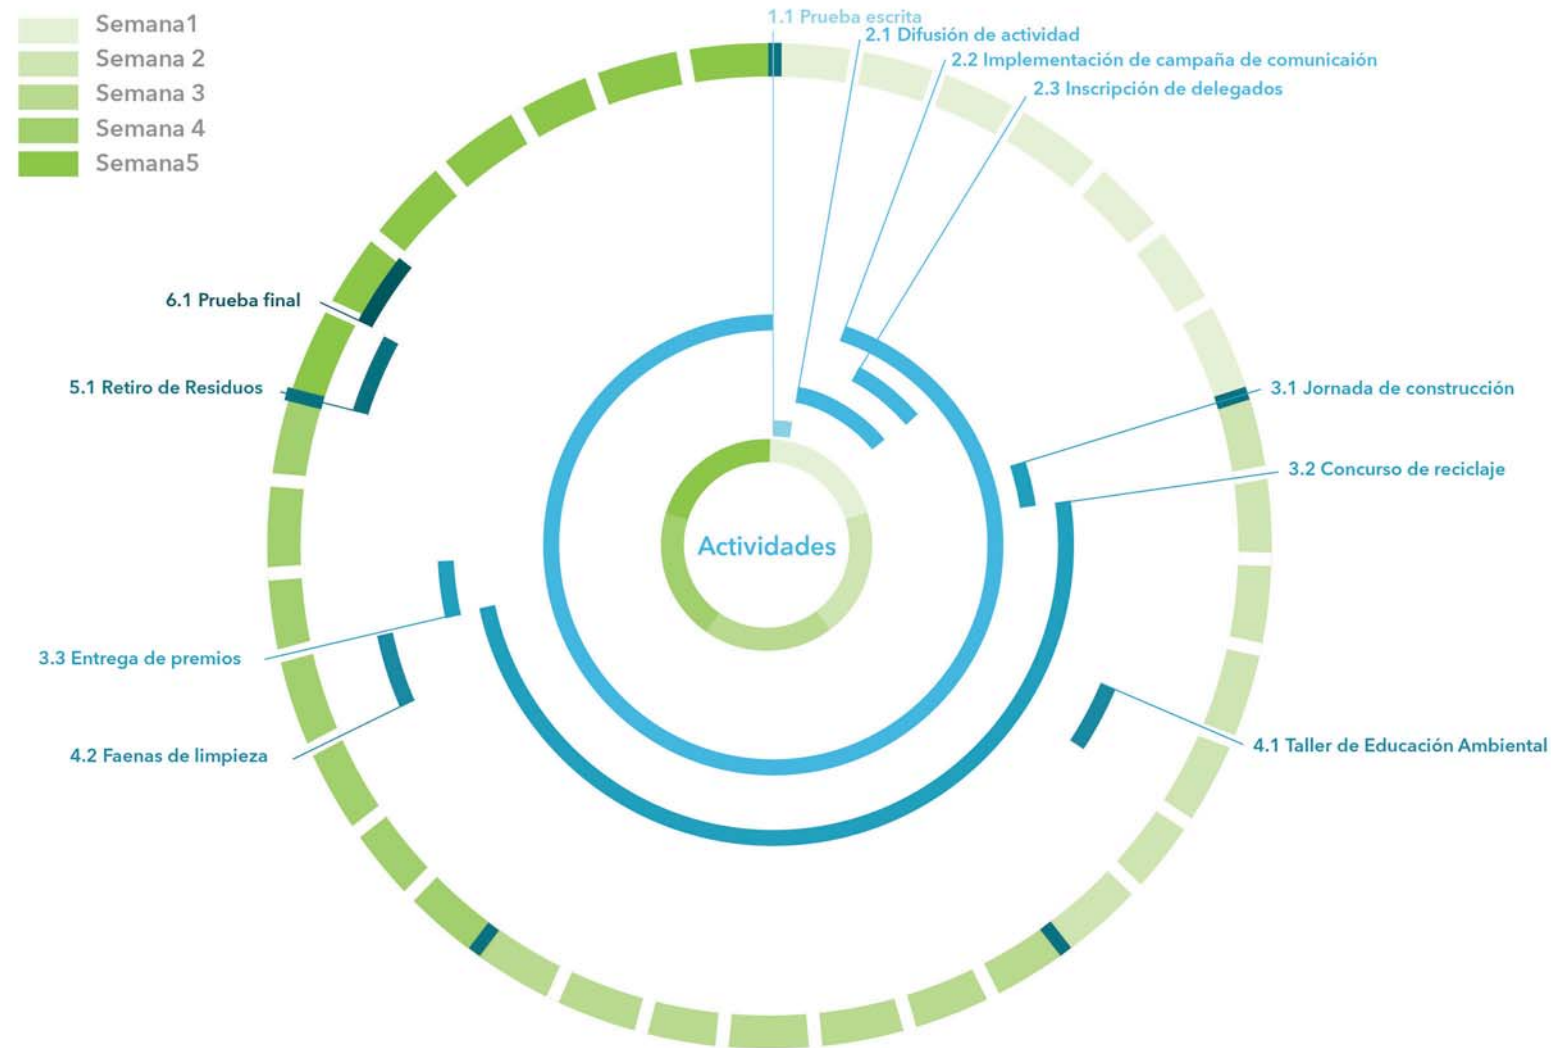 Semana1
Semana 2
Semana 3
Semana 4
Semana5
1.1 Prueba escrita
2.1 Difusión de actividad
2.2 Implementación de campaña de comunicaión
2.3 Inscripción de delegados
6.1 Prueba final
5.1 Retiro de Residuos
3.1 Jornada de construcción
3.2 Concurso de reciclaje
Actividades
3.3 Entrega de premios
4.2 Faenas de limpieza
4.1 Taller de Educación Ambiental